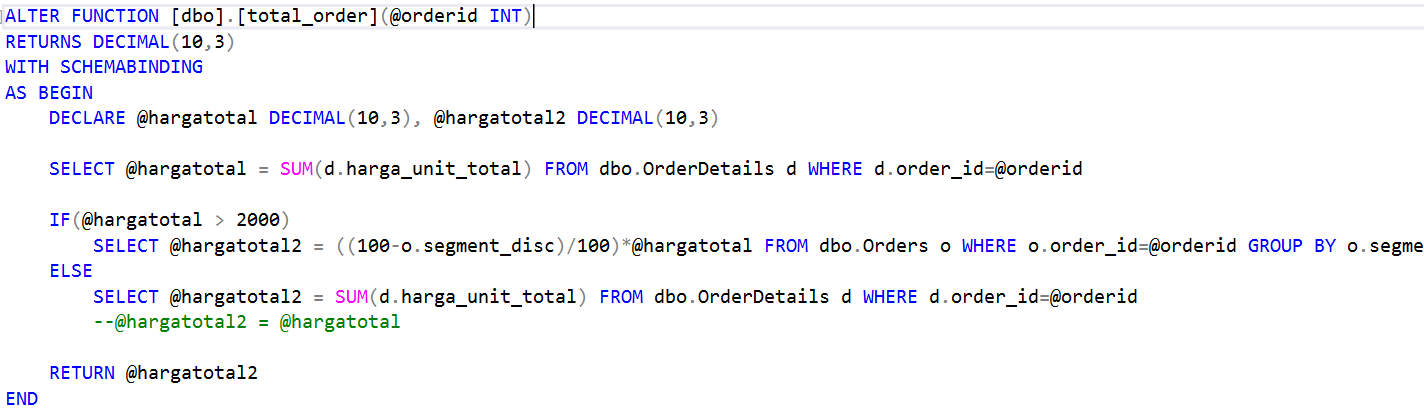 ALTER FUNCTION [dbo].[total_order](@orderid INT)
RETURNS DECIMAL(10,3)
WITH SCHEMABINDING
AS BEGIN
    DECLARE @hargatotal DECIMAL(10,3), @hargatotal2 DECIMAL(10,3)
    SELECT @hargatotal = SUM(d.harga_unit_total) FROM dbo.OrderDetails d WHERE d.order_id=@orderid
    IF(@hargatotal > 2000)
        SELECT @hargatotal2 = ((100-o.segment_disc)/100)*@hargatotal FROM dbo.Orders o WHERE o.order_id=@orderid GROUP BY o.segme
    ELSE
        SELECT @hargatotal2 = SUM(d.harga_unit_total) FROM dbo.OrderDetails d WHERE d.order_id=@orderid
        --@hargatotal2 = @hargatotal
    RETURN @hargatotal2
END